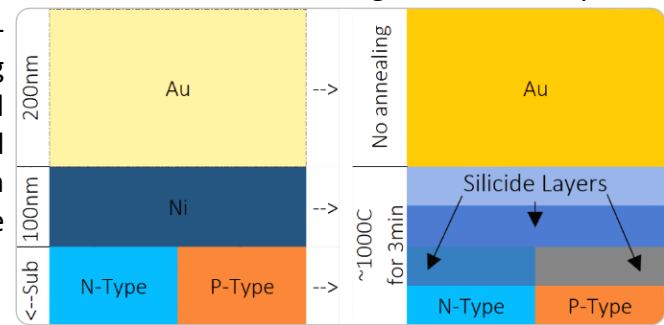 200nm
Au
-->
No annealing
Au
100nm
Ni
-->
~1000C
for 3min
Silicide Layers
<--Sub
N-Type
P-Type
-->
N-Type
P-Type